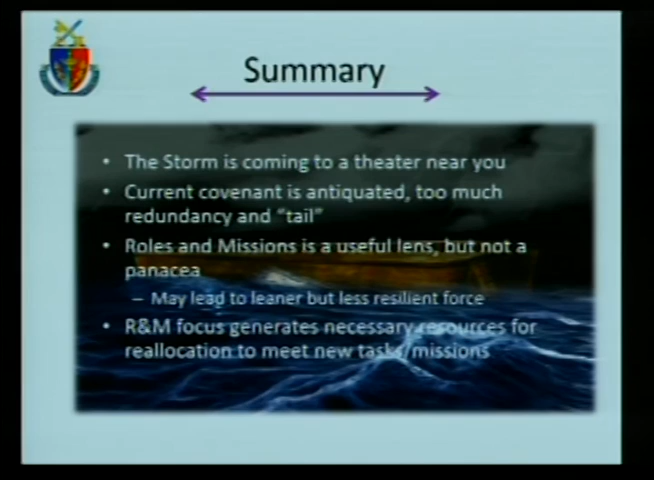 Summary
• The Storm is coming to a theater near you
• Current covenant is antiquated, too much
redundancy and "tail"
• Roles and Missions is a useful lens, but not a
panacea
– May lead to leaner but less resilient force
• R&M focus generates necessary resources for
reallocation to meet new tasks/missions